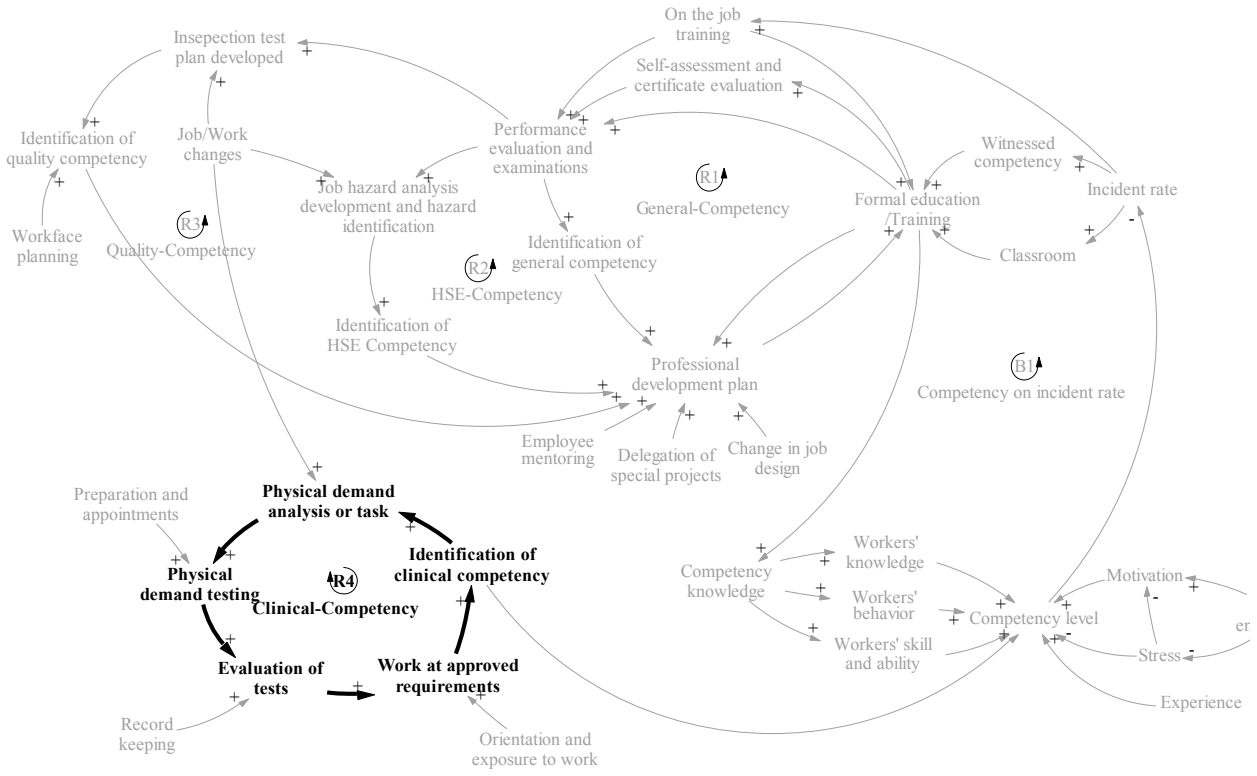 On the job
training
Insepection test
plan developed
Self-assessment and
certificate evaluation
Identification of
quality competency
Job/Work
changes
Performance
evaluation and
examinations
Witnessed
competency
Incident rate
Job hazard analysis
development and hazard
identification
R1
General-Competency
Formal education
/Training
Workface
planning
R3
Quality-Competency
Identification of
general competency
Classroom
R2
HSE-Competency
Identification of
HSE Competency
Professional
development plan
B1
Competency on incident rate
Employee
mentoring
Delegation of
special projects
Change in job
design
Preparation and
appointments
Physical demand
analysis or task
Identification of
clinical competency
Physical
demand testing
R4
Clinical-Competency
Competency
knowledge
Workers'
knowledge
Workers'
behavior
Workers' skill
and ability
Competency level
Motivation
en
Stress
Experience
Evaluation of
tests
Work at approved
requirements
Record
keeping
Orientation and
exposure to work